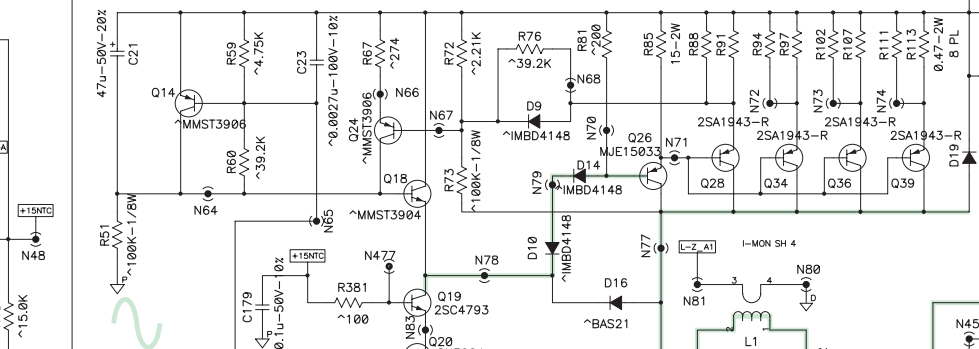 47u-50V-20%
+
C21
Q14
^MMST3906
R59
^4.75K
C23
^0.0027u-100V-10%
R67
^274
N66
Q24
^MMST3906
N67
R72
^2.21K
R76
^39.2K
N68
D9
^IMBD4148
R81
^200
N70
R85
15-2W
R88
R91
R94
R97
R102
R107
R111
R113
0.47-2W
8 PL
N72
N73
N74
2SA1943-R
2SA1943-R
2SA1943-R
2SA1943-R
D19
Q26
MJE15033
N71
Q28
Q34
Q36
Q39
R60
^39.2K
Q18
^MMST3904
R73
^100K-1/8W
N79
D14
^IMBD4148
N64
N65
R51
^100K-1/8W
P
+15NTC
N48
^15.0K
A
+15NTC
N477
R381
^100
C179
P
N83
Q19
2SC4793
Q20
N78
D10
^IMBD4148
D16
^BAS21
N77
L-Z_A1
I-MON SH 4
N81
3
4
N80
D
2
1
L1
N45